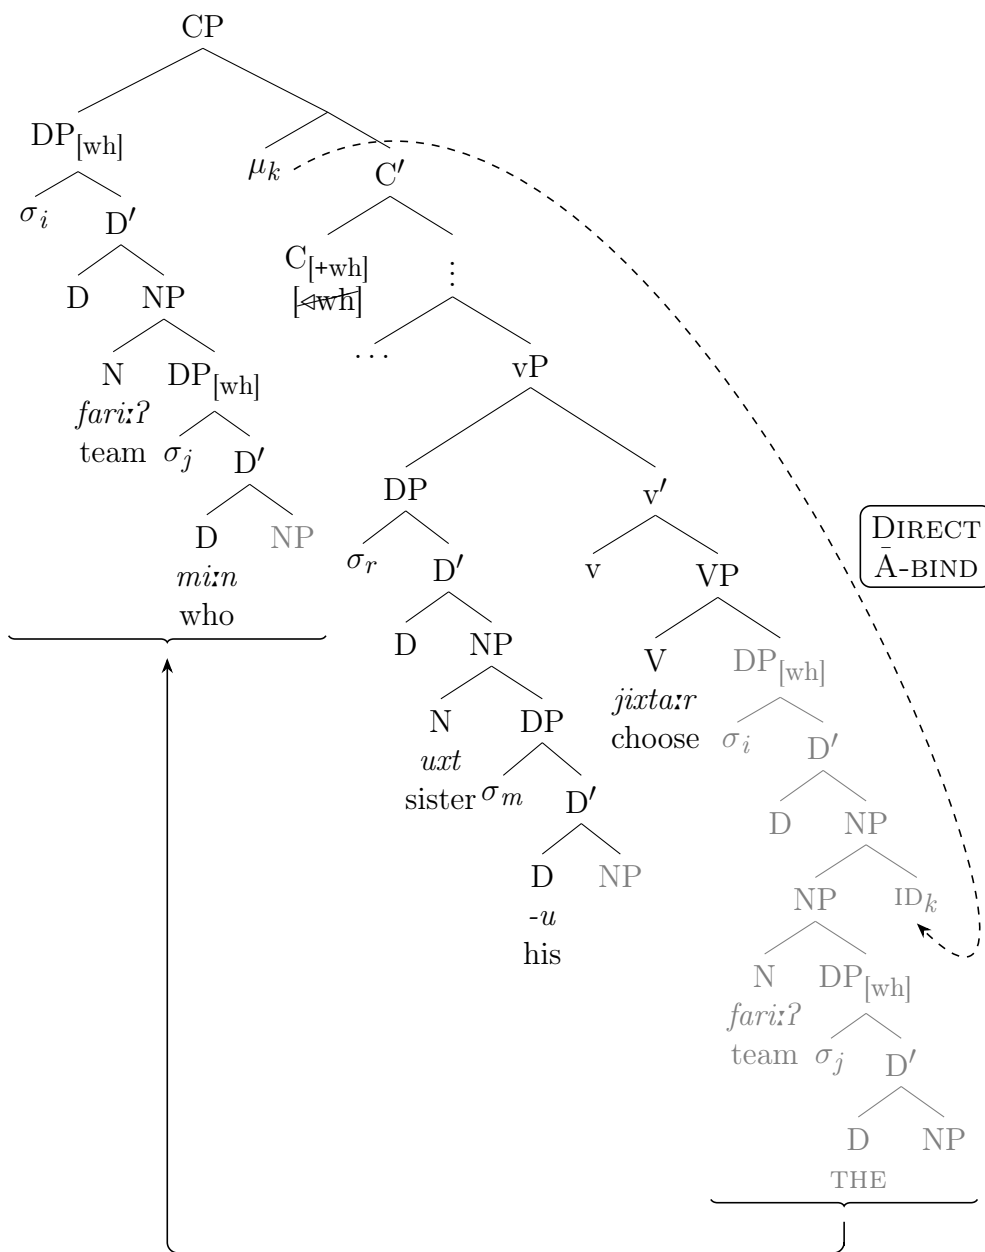 CP
DP[wh]
μk
C′
σi
D′
C[+wh]
⋮
[◁wh]
D
NP
…
vP
N
DP[wh]
fariːʔ
team
σj
D′
DP
v′
D
NP
σr
D′
v
VP
miːn
who
D
NP
V
DP[wh]
jixtaːr
choose
σi
D′
N
DP
uxt
sister
σm
D′
D
NP
D
NP
NP
IDk
-u
his
N
DP[wh]
fariːʔ
team
σj
D′
D
NP
THE
DIRECT
Ā-BIND